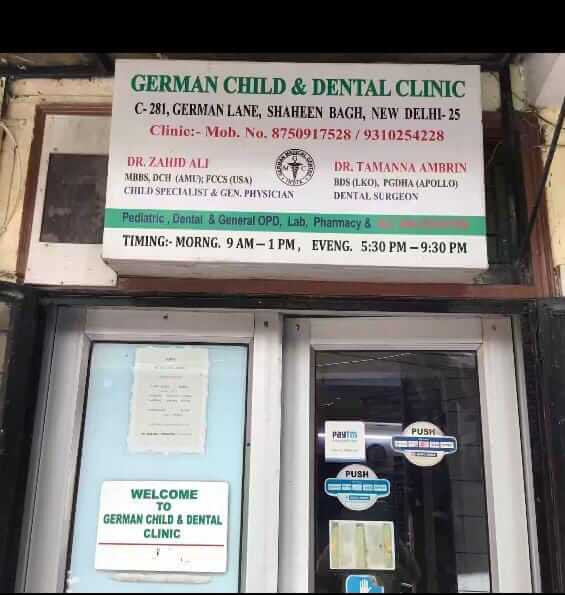 GERMAN CHILD & DENTAL CLINIC
C- 281, GERMAN LANE, SHAHEEN BAGH, NEW DELHI- 25
Clinic:- Mob. No. 8750917528 / 9310254228
DR. ZAHID ALI
MBBS, DCH (AMU); FCCS (USA)
CHILD SPECIALIST & GEN. PHYSICIAN
DR. TAMANNA AMBRIN
BDS (LKO), PGDHA (APOLLO)
DENTAL SURGEON
Pediatric , Dental & General OPD, Lab, Pharmacy &
TIMING:- MORNG. 9 AM – 1 PM , EVENG. 5:30 PM – 9:30 PM
paytm
PUSH
PUSH
WELCOME
TO
GERMAN CHILD & DENTAL
CLINIC